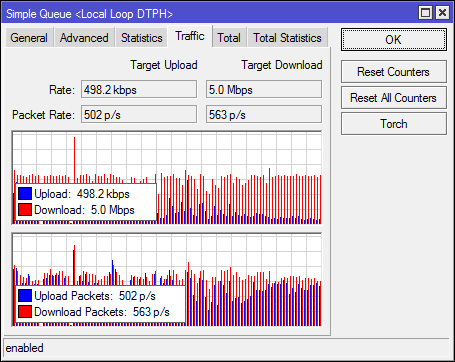 Simple Queue <Local Loop DTPH>
General Advanced Statistics Traffic Total Total Statistics
OK
Target Upload Target Download
Reset Counters
Rate: 498.2 kbps 5.0 Mbps
Reset All Counters
Packet Rate: 502 p/s 563 p/s
Torch
Upload: 498.2 kbps
Download: 5.0 Mbps
Upload Packets: 502 p/s
Download Packets: 563 p/s
enabled